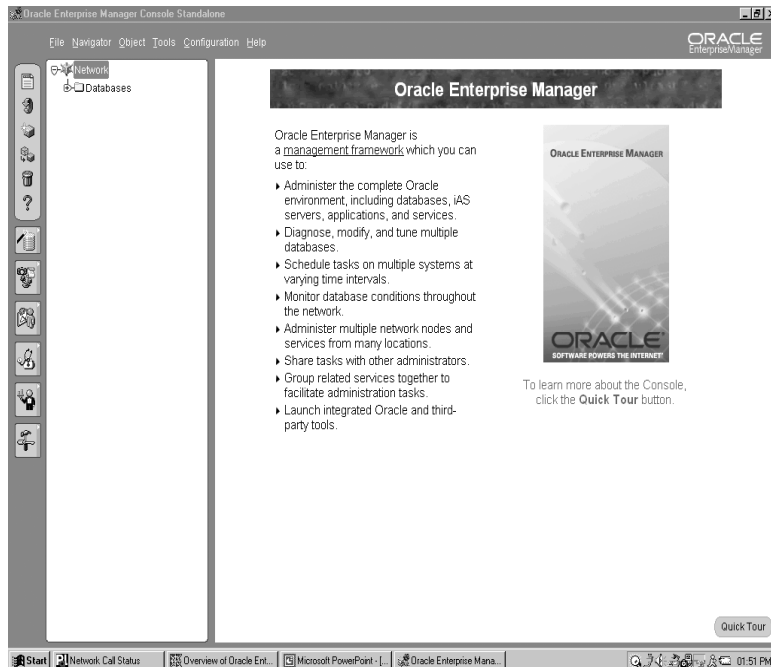 Oracle Enterprise Manager Console Standalone
File Navigator Object Tools Configuration Help
ORACLE
EnterpriseManager
Network
Databases
Oracle Enterprise Manager
Oracle Enterprise Manager is
a management framework which you can
use to:
Administer the complete Oracle
environment, including databases, iAS
servers, applications, and services.
Diagnose, modify, and tune multiple
databases.
Schedule tasks on multiple systems at
varying time intervals.
Monitor database conditions throughout
the network.
Administer multiple network nodes and
services from many locations.
Share tasks with other administrators.
Group related services together to
facilitate administration tasks.
Launch integrated Oracle and third-
party tools.
ORACLE ENTERPRISE MANAGER
ORACLE
SOFTWARE POWERS THE INTERNET
To learn more about the Console,
click the Quick Tour button.
Quick Tour
Start
Network Call Status
Overview of Oracle Ent...
Microsoft PowerPoint - [...
Oracle Enterprise Mana...
01:51 PM